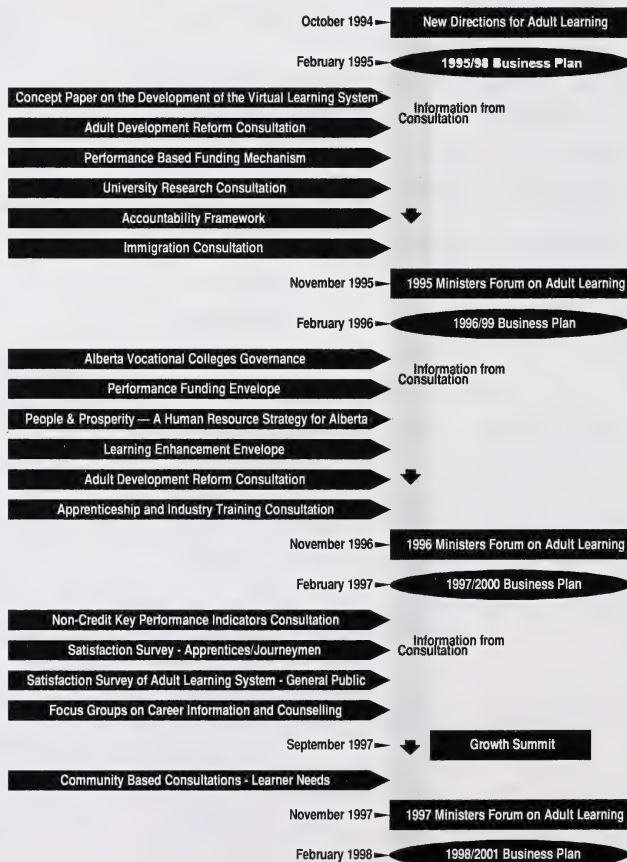 October 1994 New Directions for Adult Learning
February 1995 1995/98 Business Plan
Concept Paper on the Development of the Virtual Learning System
Information from
Consultation
Adult Development Reform Consultation
Performance Based Funding Mechanism
University Research Consultation
Accountability Framework
Immigration Consultation
November 1995 1995 Ministers Forum on Adult Learning
February 1996 1996/99 Business Plan
Alberta Vocational Colleges Governance
Information from
Consultation
Performance Funding Envelope
People & Prosperity — A Human Resource Strategy for Alberta
Learning Enhancement Envelope
Adult Development Reform Consultation
Apprenticeship and Industry Training Consultation
November 1996 1996 Ministers Forum on Adult Learning
February 1997 1997/2000 Business Plan
Non-Credit Key Performance Indicators Consultation
Information from
Consultation
Satisfaction Survey - Apprentices/Journeymen
Satisfaction Survey of Adult Learning System - General Public
Focus Groups on Career Information and Counselling
September 1997 Growth Summit
Community Based Consultations - Learner Needs
November 1997 1997 Ministers Forum on Adult Learning
February 1998 1998/2001 Business Plan